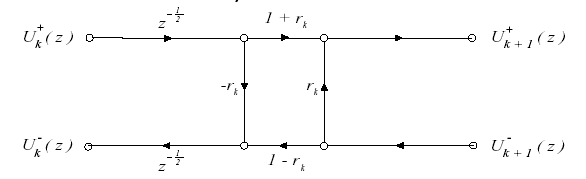 z^{-1/2} 1 + r_k
U_k^+(z) U_{k+1}^+(z)
-r_k r_k
U_k^-(z) U_{k+1}^-(z)
z^{-1/2} 1 - r_k